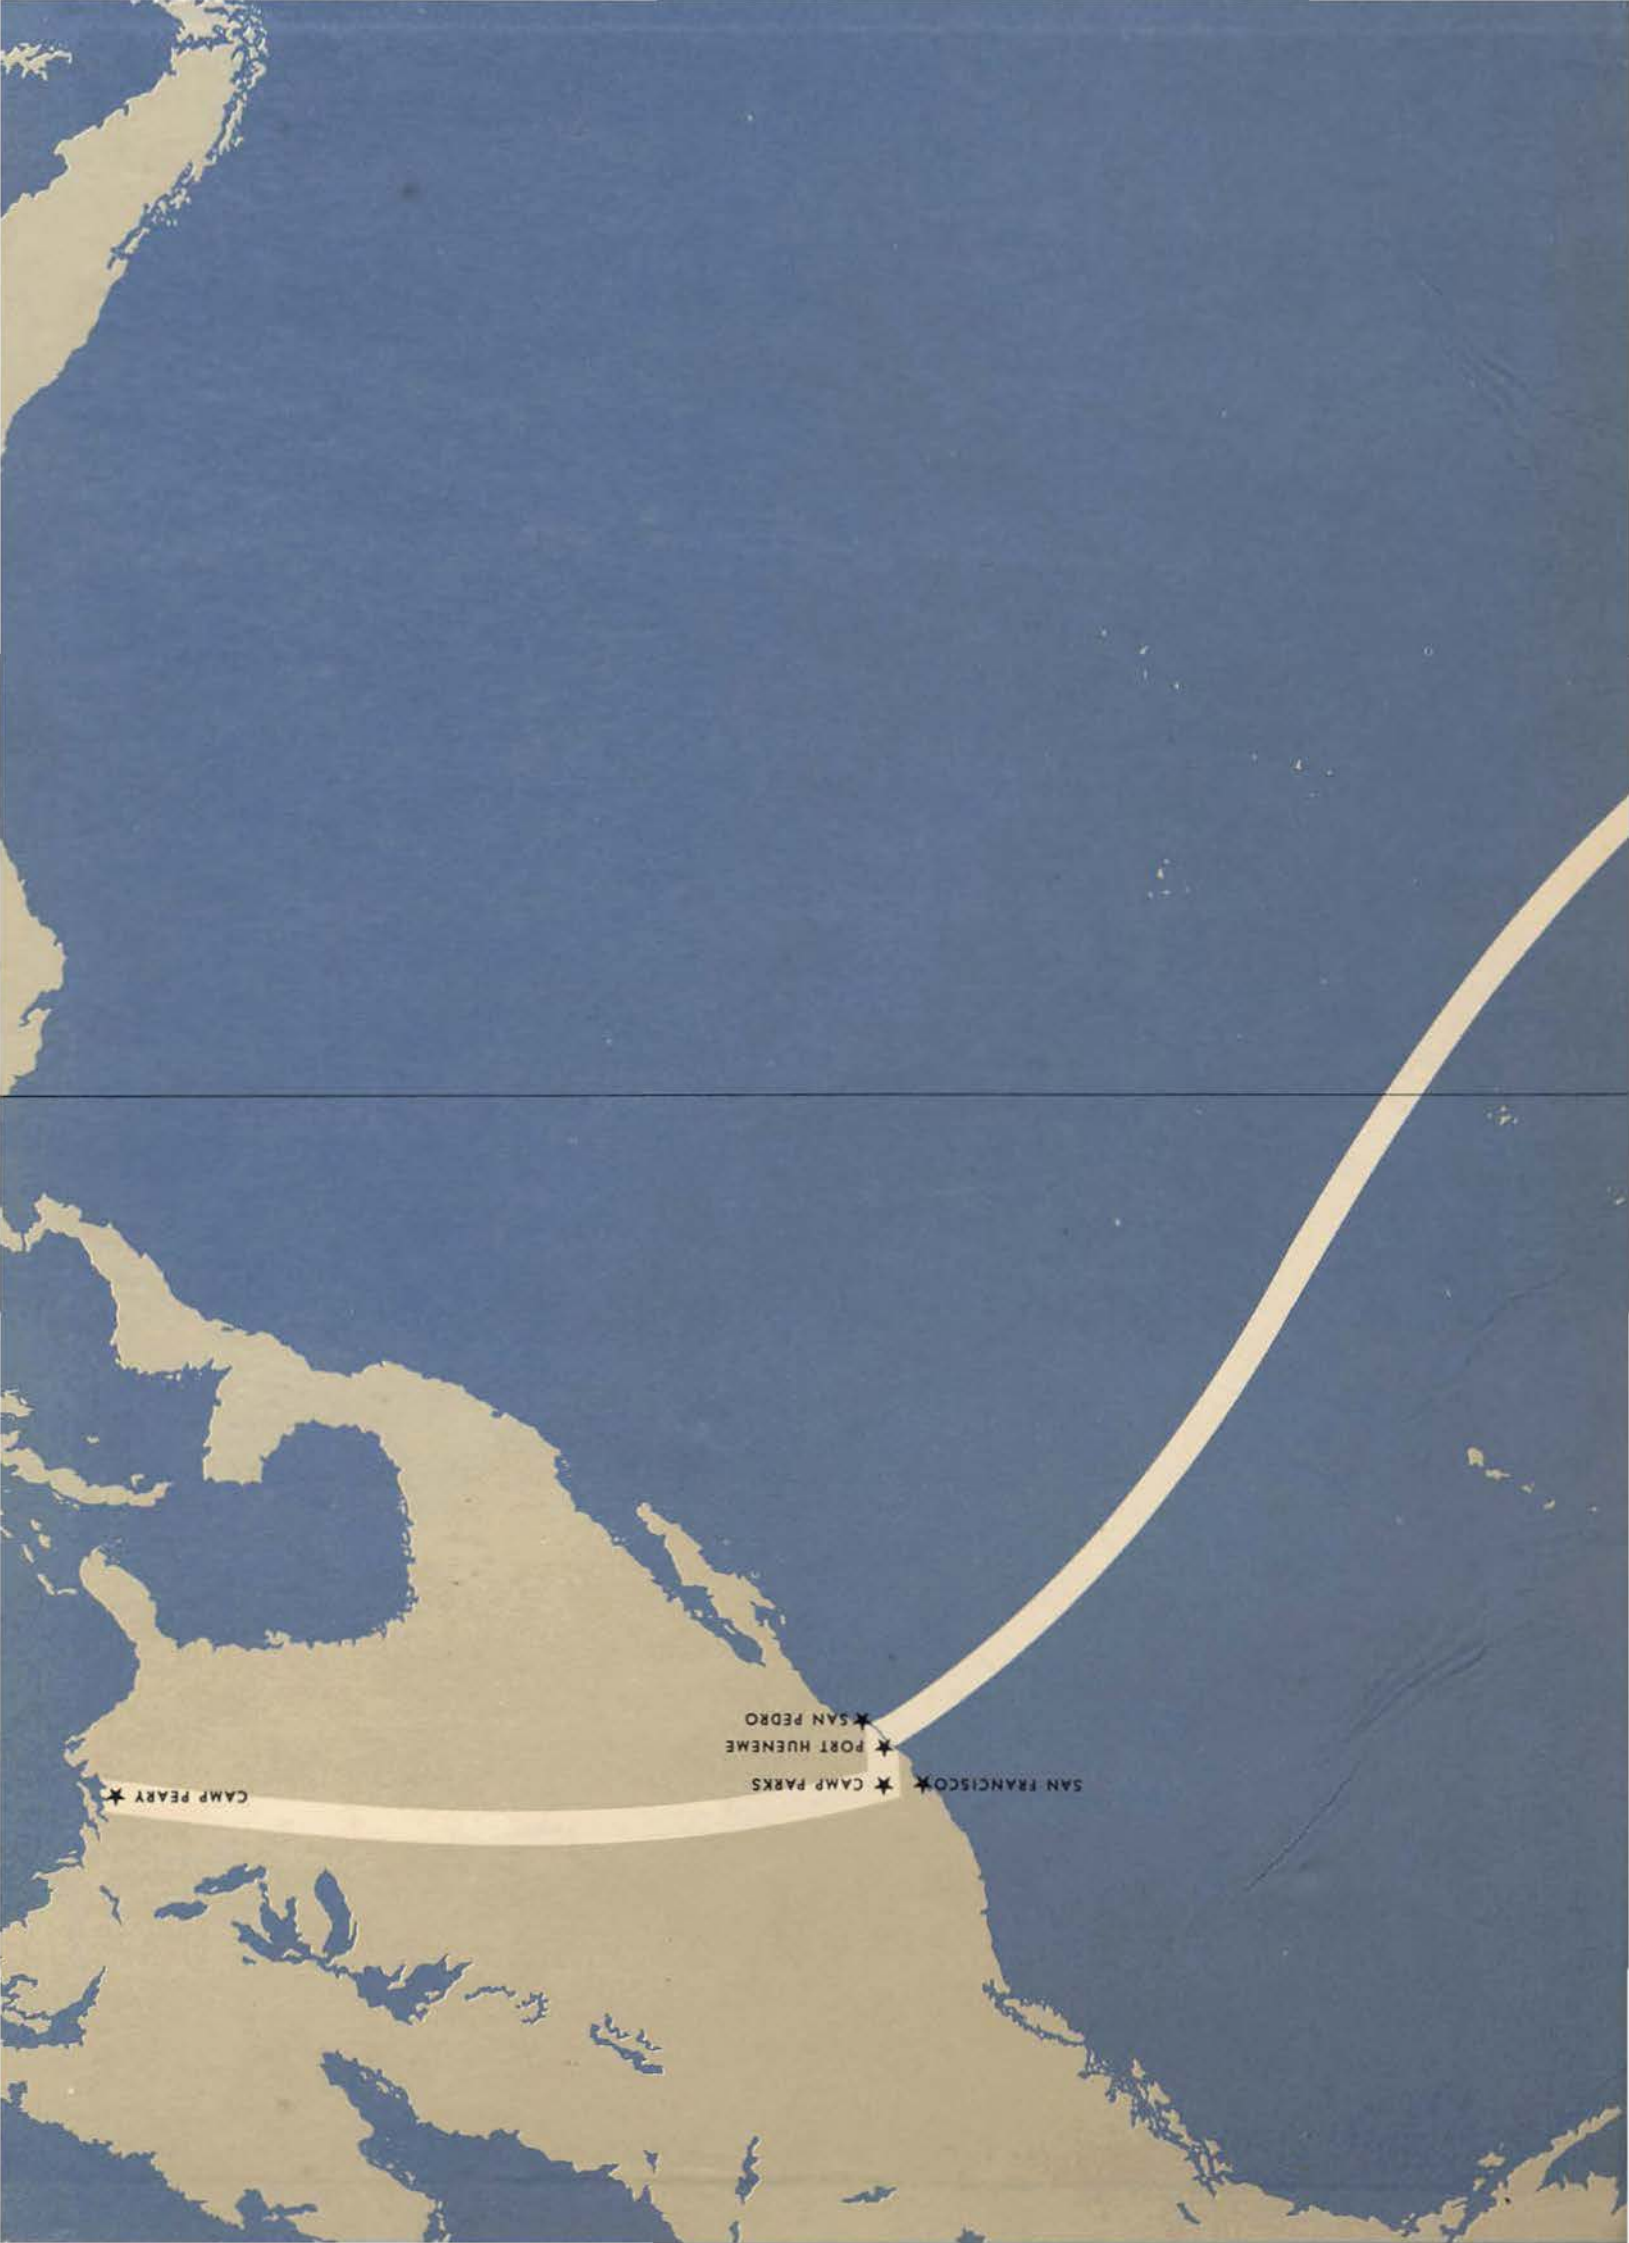 SAN FRANCISCO
CAMP PEARY
CAMP PARKS
PORT HUENEME
SAN PEDRO